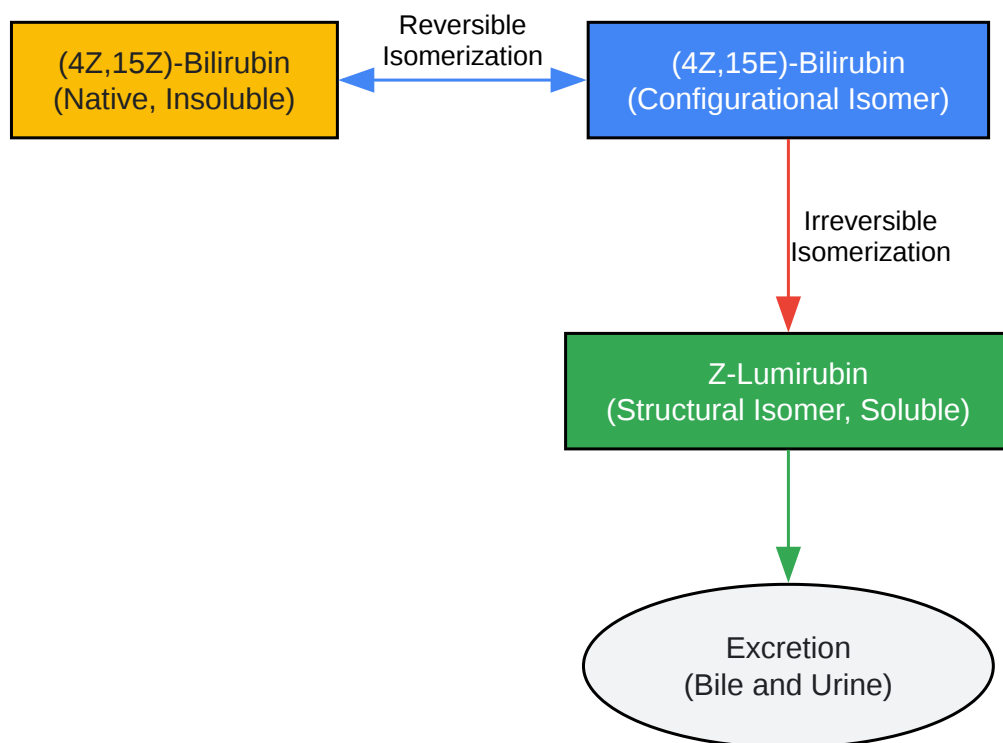 (4Z,15Z)-Bilirubin
(Native, Insoluble)
Reversible
Isomerization
(4Z,15E)-Bilirubin
(Configurational Isomer)
Irreversible
Isomerization
Z-Lumirubin
(Structural Isomer, Soluble)
Excretion
(Bile and Urine)